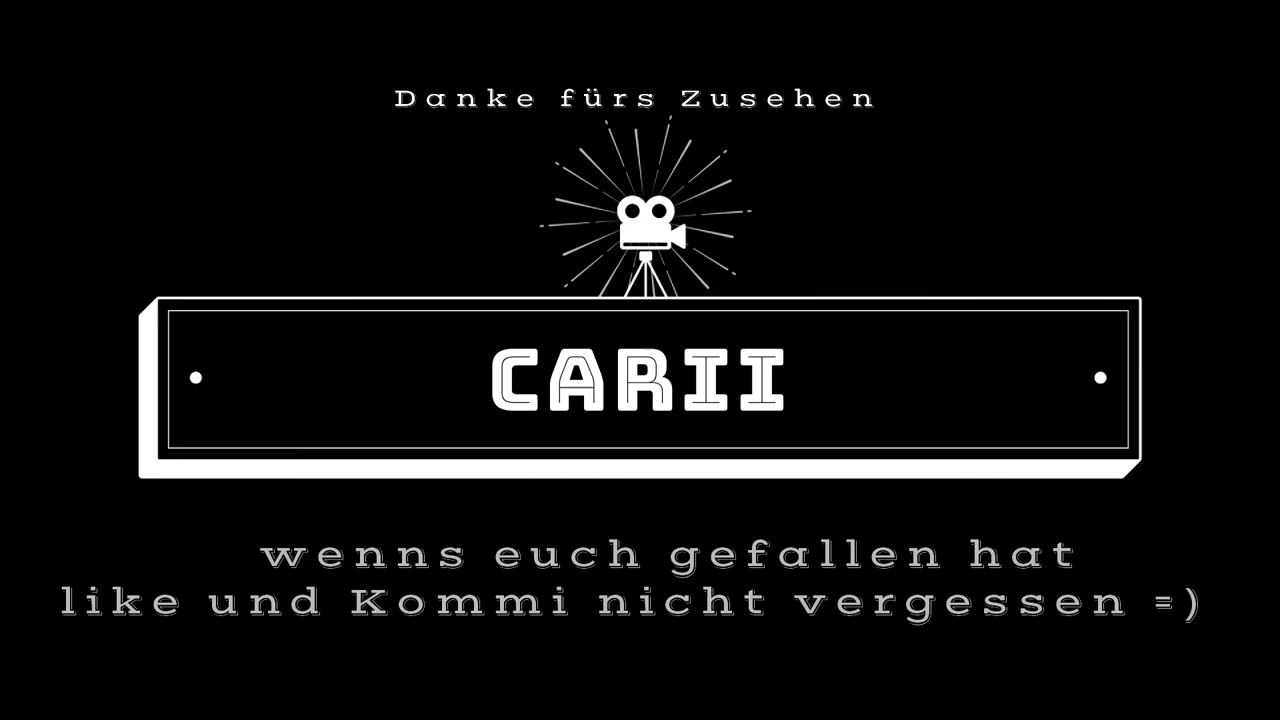 Danke fürs Zusehen
CARII
wenns euch gefallen hat
like und Kommi nicht vergessen =)